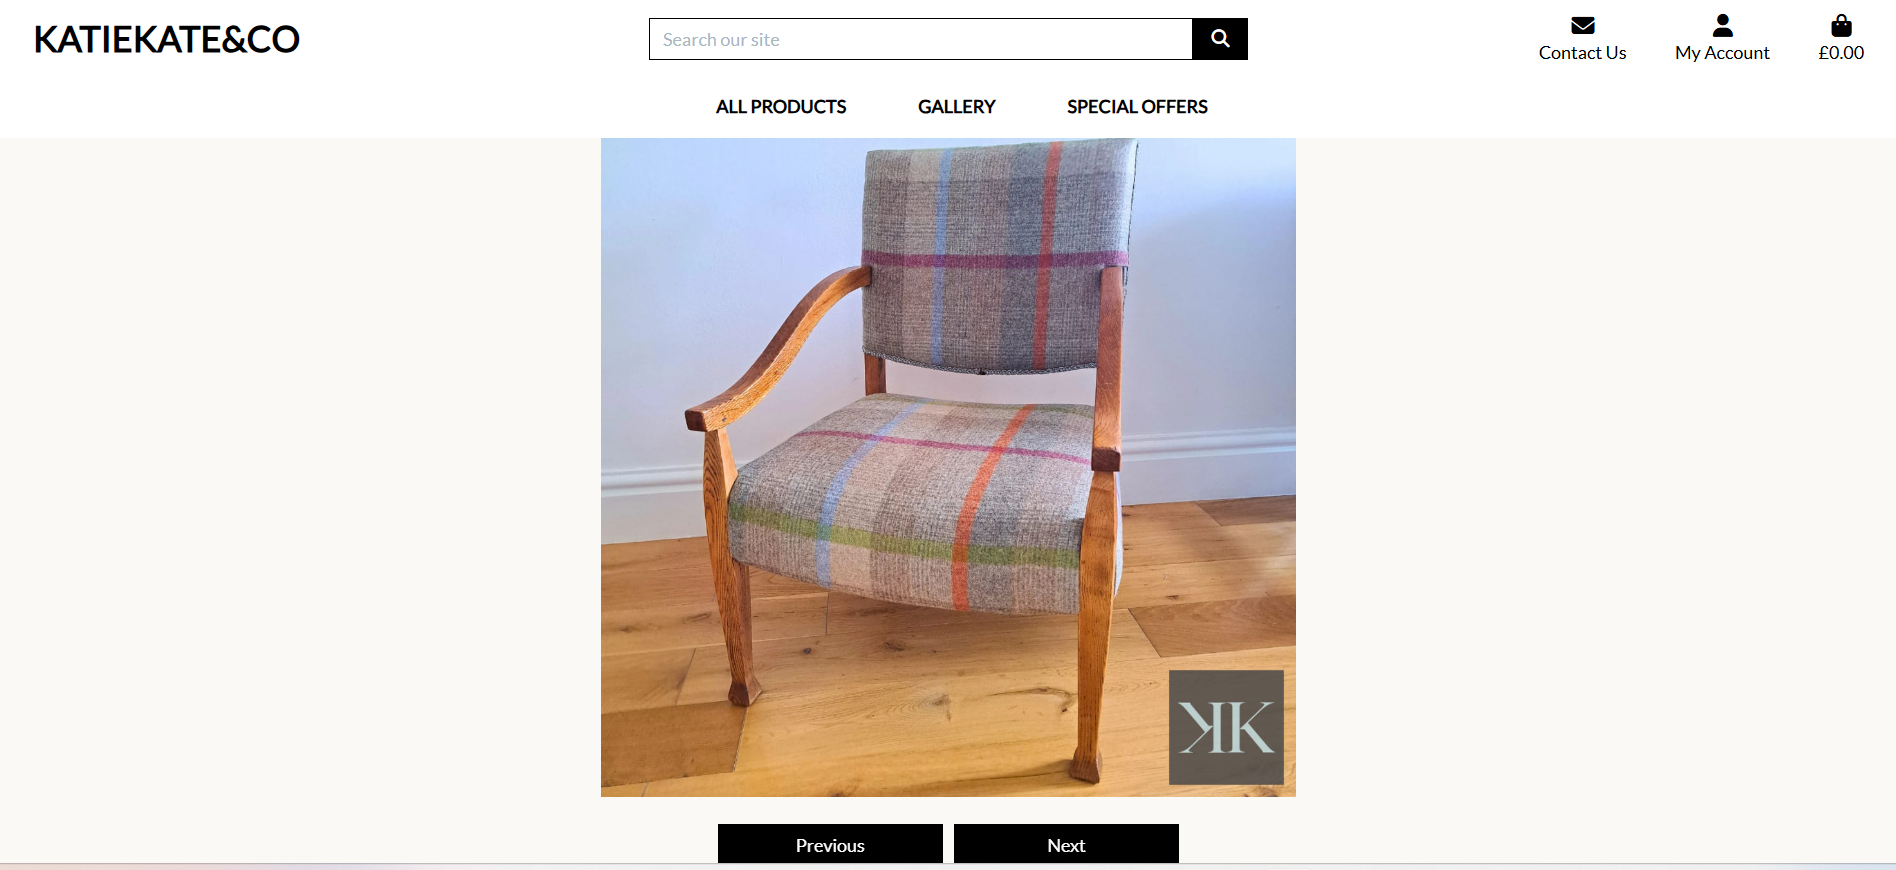 KATIEKATE&CO
Search our site
Contact Us
My Account
£0.00
ALL PRODUCTS
GALLERY
SPECIAL OFFERS
KK
Previous
Next